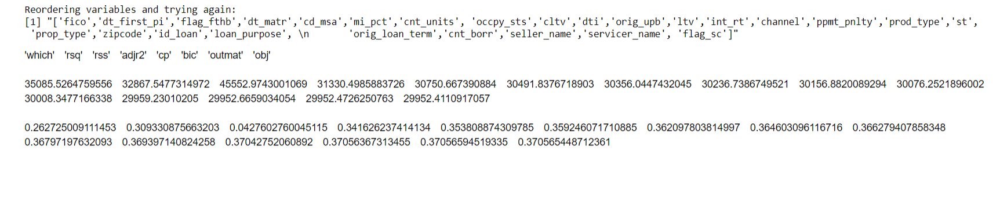 Reordering variables and trying again:
[1] "['fico','dt_first_pi','flag_fthb','dt_matr','cd_msa','mi_pct','cnt_units', 'occpy_sts','cltv','dti','orig_upb','ltv','int_rt','channel','ppmt_pnlty','prod_type','st',
'prop_type','zipcode','id_loan','loan_purpose', \n       'orig_loan_term','cnt_borr','seller_name','servicer_name', 'flag_sc']"
'which' 'rsq' 'rss' 'adjr2' 'cp' 'bic' 'outmat' 'obj'
35085.5264759556 32867.5477314972 45552.9743001069 31330.4985883726 30750.667390884 30491.8376718903 30356.0447432045 30236.7386749521 30156.8820089294 30076.2521896002
30008.3477166338 29959.23010205 29952.6659034054 29952.4726250763 29952.4110917057
0.262725009111453 0.309330875663203 0.0427602760045115 0.341626237414134 0.353808874309785 0.359246071710885 0.362097803814997 0.364603096116716 0.366279407858348
0.36797197632093 0.369397140824258 0.37042752060892 0.37056367313455 0.37056594519335 0.370565448712361